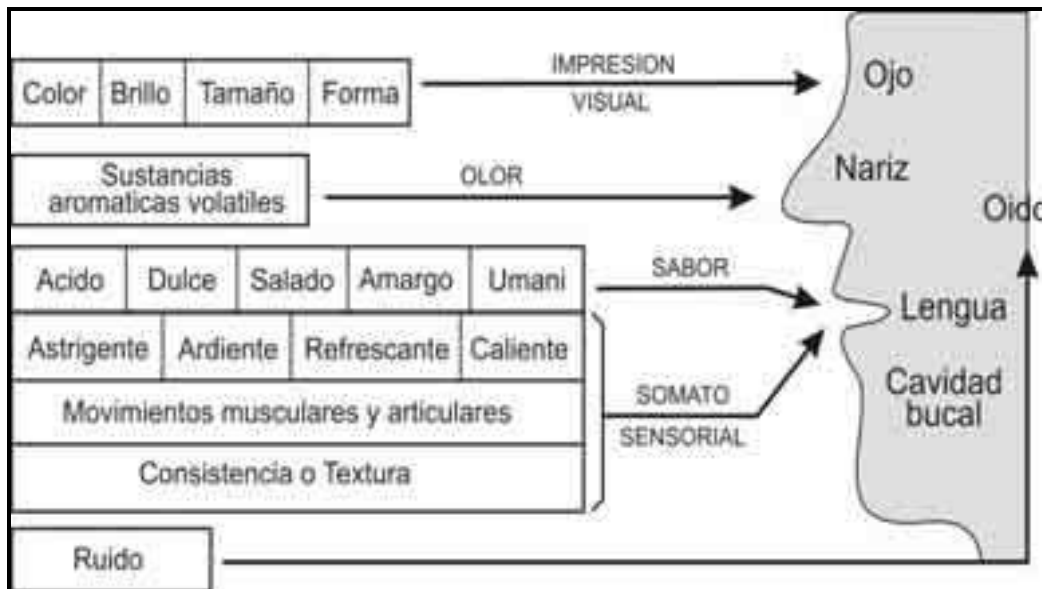 Color Brillo Tamaño Forma
IMPRESION
VISUAL
Ojo
Sustancias
aromaticas volatiles
OLOR
Nariz
Oido
Acido Dulce Salado Amargo Umani
SABOR
Lengua
Astrigente Ardiente Refrescante Caliente
Movimientos musculares y articulares
SOMATO
SENSORIAL
Cavidad
bucal
Consistencia o Textura
Ruido